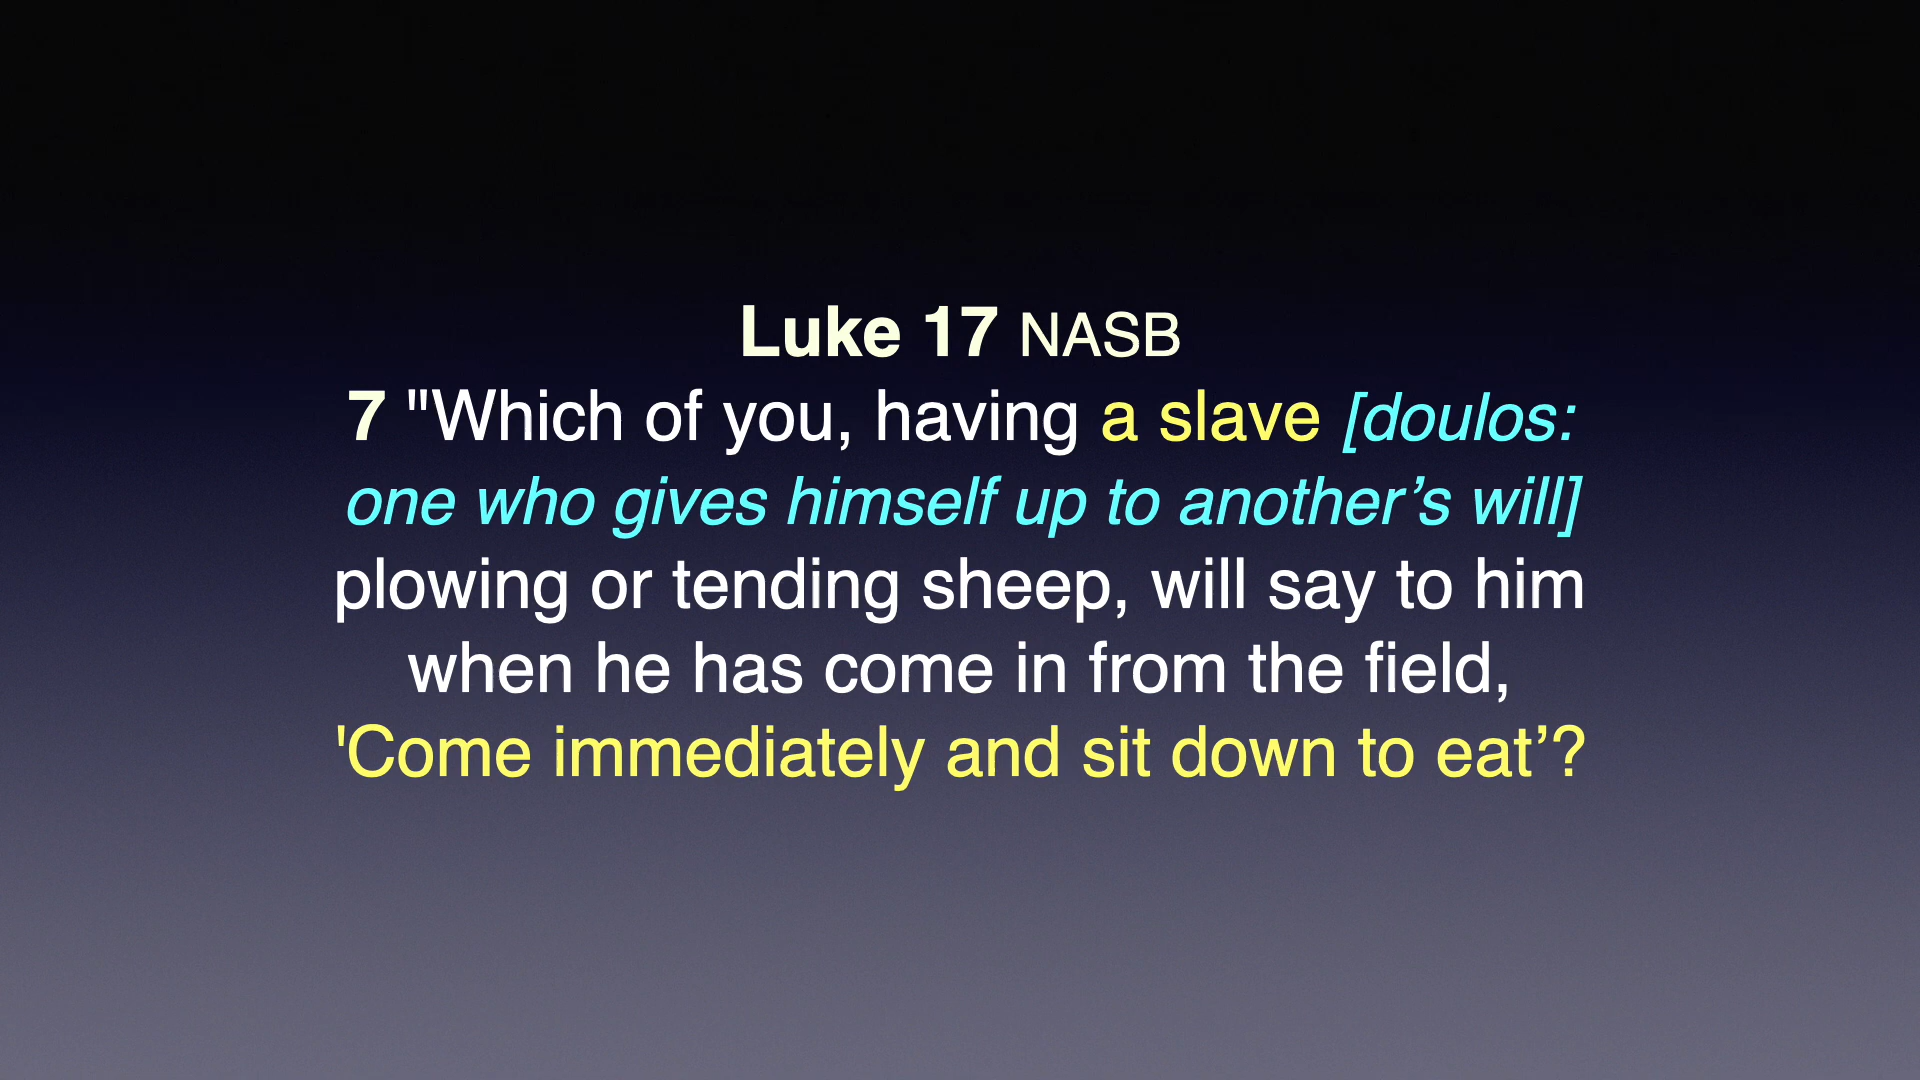 Luke 17 NASB
7 "Which of you, having a slave [doulos:
one who gives himself up to another’s will]
plowing or tending sheep, will say to him
when he has come in from the field,
'Come immediately and sit down to eat’?